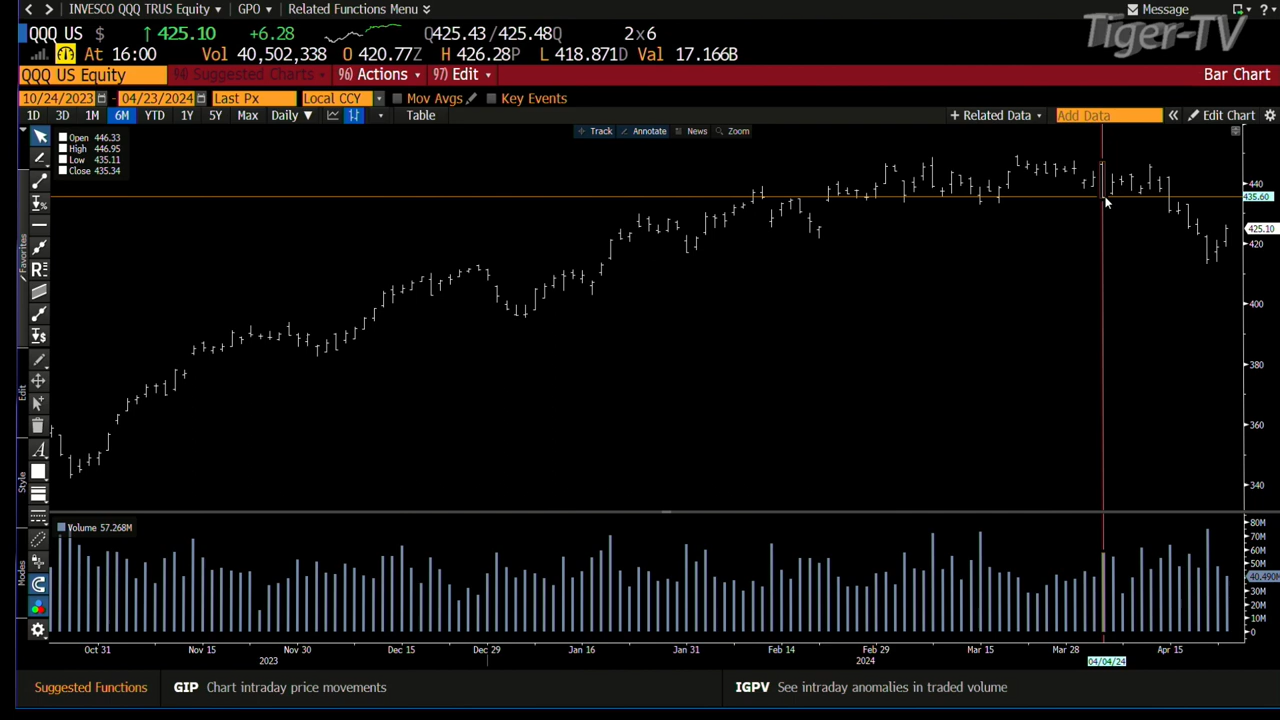 INVESCO QQQ TRUS Equity GPO Related Functions Menu Message ?
Tiger-TV
QQQ US $ ↑ 425.10 +6.28 Q425.43 / 425.48Q 2x6
At 16:00 Vol 40,502,338 O 420.77Z H 426.28P L 418.871D Val 17.166B
QQQ US Equity 94) Suggested Charts 96) Actions 97) Edit Bar Chart
10/24/2023 - 04/23/2024 Last Px Local CCY Mov Avgs Key Events
1D 3D 1M 6M YTD 1Y 5Y Max Daily Table + Related Data Add Data « Edit Chart
Track Annotate News Zoom
Open 446.33
High 446.95
Low 435.11
Close 435.34
440
435.60
425.10
420
400
380
360
340
Favorites
Edit
Style
Modes
Volume 57.268M
80M
70M
60M
50M
40.490M
30M
20M
10M
0
Oct 31 Nov 15 Nov 30 Dec 15 Dec 29 Jan 16 Jan 31 Feb 14 Feb 29 Mar 15 Mar 28 Apr 15
2023 2024 04/04/24
Suggested Functions GIP Chart intraday price movements IGPV See intraday anomalies in traded volume